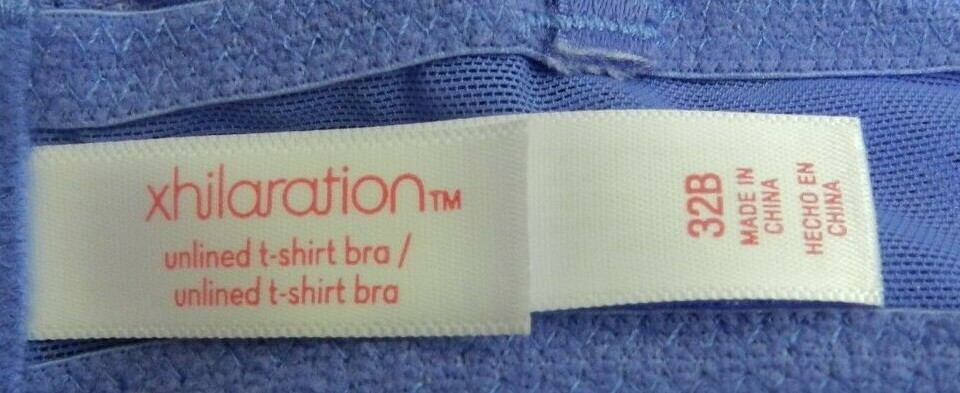 xhilaration™
unlined t-shirt bra /
unlined t-shirt bra
32B
MADE IN
CHINA
HECHO EN
CHINA